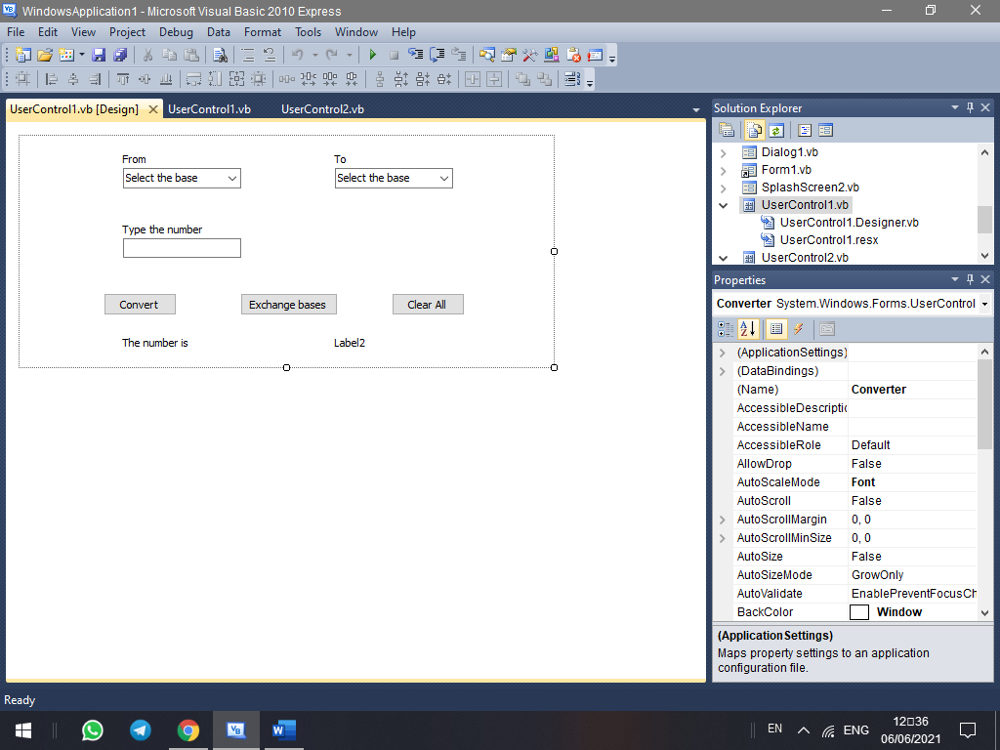 WindowsApplication1 - Microsoft Visual Basic 2010 Express
File Edit View Project Debug Data Format Tools Window Help
UserControl1.vb [Design] UserControl1.vb UserControl2.vb
From To
Select the base Select the base
Type the number
Convert Exchange bases Clear All
The number is Label2
Solution Explorer
Dialog1.vb
Form1.vb
SplashScreen2.vb
UserControl1.vb
UserControl1.Designer.vb
UserControl1.resx
UserControl2.vb
Properties
Converter System.Windows.Forms.UserControl
(ApplicationSettings)
(DataBindings)
(Name) Converter
AccessibleDescriptic
AccessibleName
AccessibleRole Default
AllowDrop False
AutoScaleMode Font
AutoScroll False
AutoScrollMargin 0, 0
AutoScrollMinSize 0, 0
AutoSize False
AutoSizeMode GrowOnly
AutoValidate EnablePreventFocusCh
BackColor Window
(ApplicationSettings)
Maps property settings to an application
configuration file.
Ready
EN ENG 12□36
06/06/2021